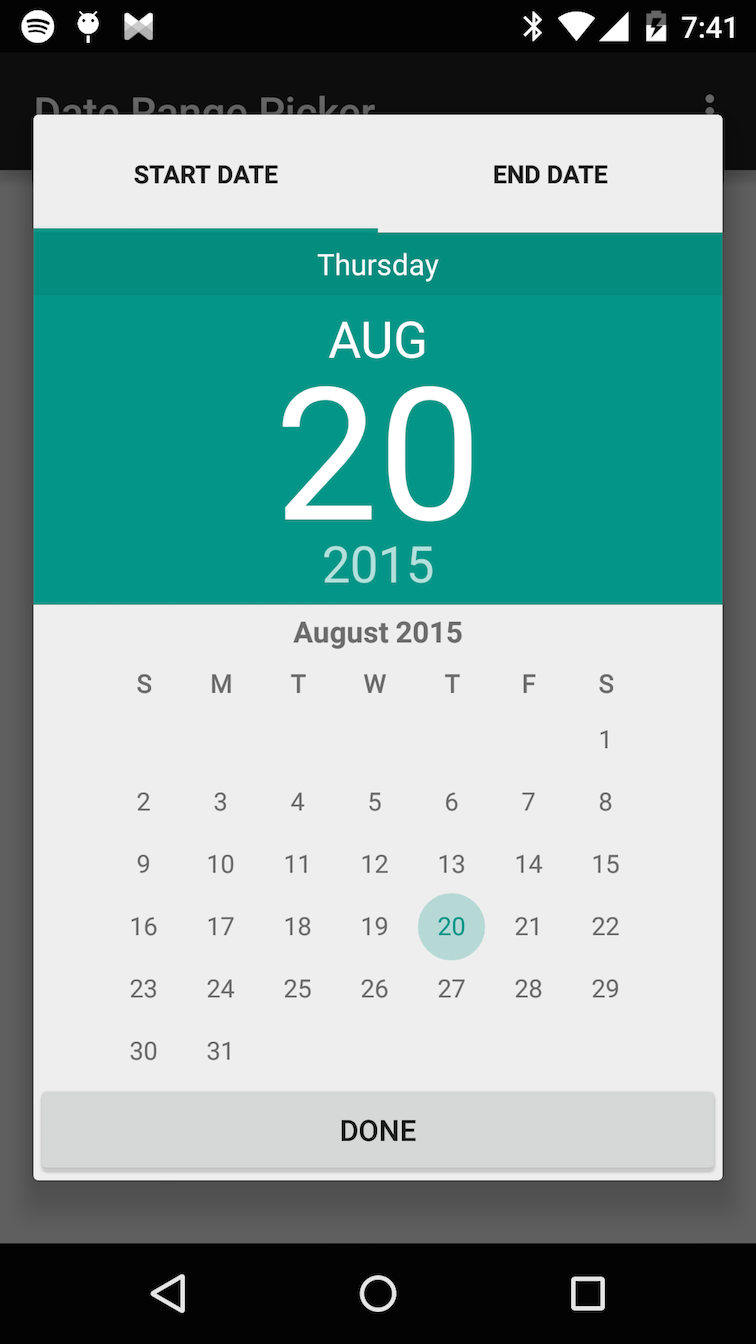 7:41
Date Range Picker
START DATE END DATE
Thursday
AUG
20
2015
August 2015
S M T W T F S
1
2 3 4 5 6 7 8
9 10 11 12 13 14 15
16 17 18 19 20 21 22
23 24 25 26 27 28 29
30 31
DONE